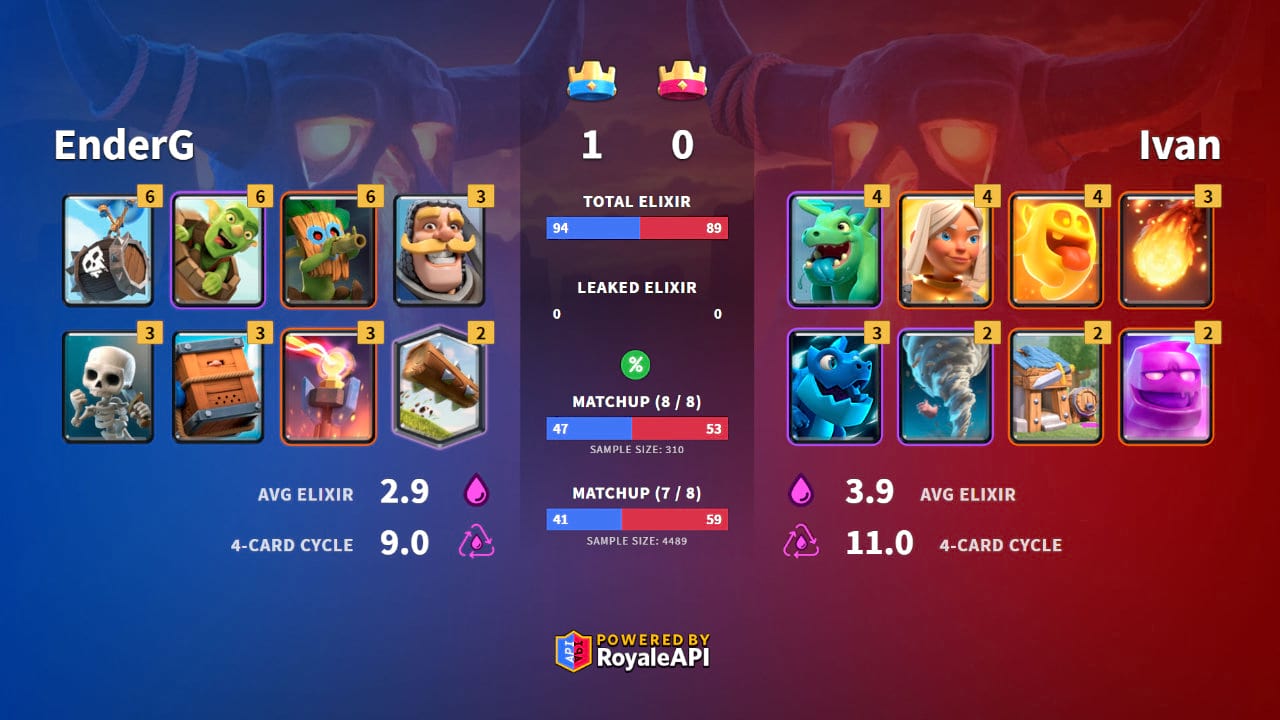 EnderG
1 0
Ivan
6 6 6 3
3 3 3 2
AVG ELIXIR 2.9
4-CARD CYCLE 9.0
TOTAL ELIXIR
94 89
LEAKED ELIXIR
0 0
%
MATCHUP (8 / 8)
47 53
SAMPLE SIZE: 310
MATCHUP (7 / 8)
41 59
SAMPLE SIZE: 4489
4 4 4 3
3 2 2 2
3.9 AVG ELIXIR
11.0 4-CARD CYCLE
API API
POWERED BY
RoyaleAPI